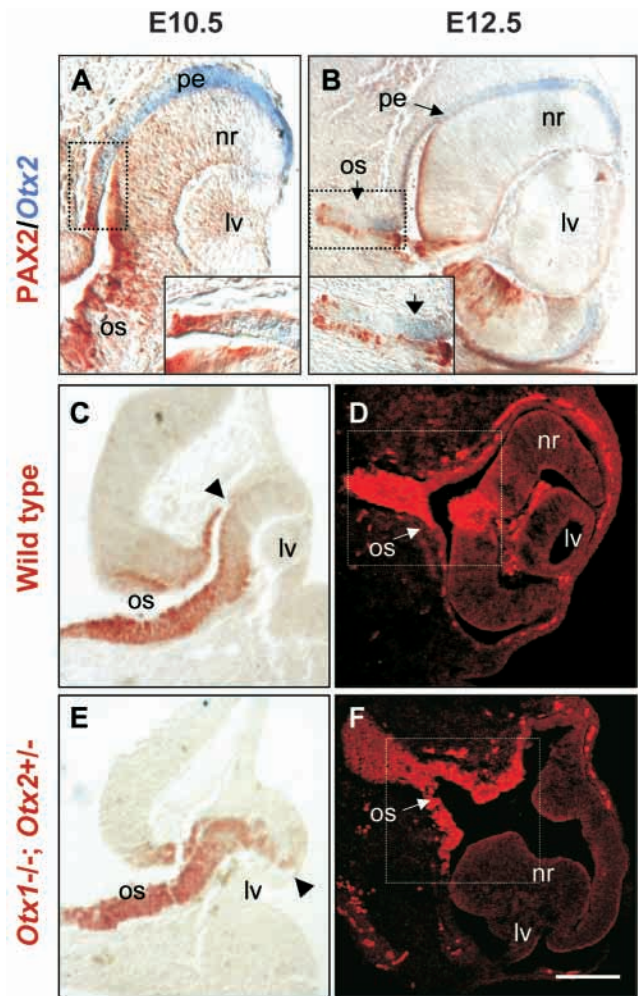 E10.5 E12.5
PAX2/Otx2
A pe nr lv os
B pe nr os lv
Wild type
C lv os
D nr lv os
Otx1-/-; Otx2+/-
E os lv
F os nr lv